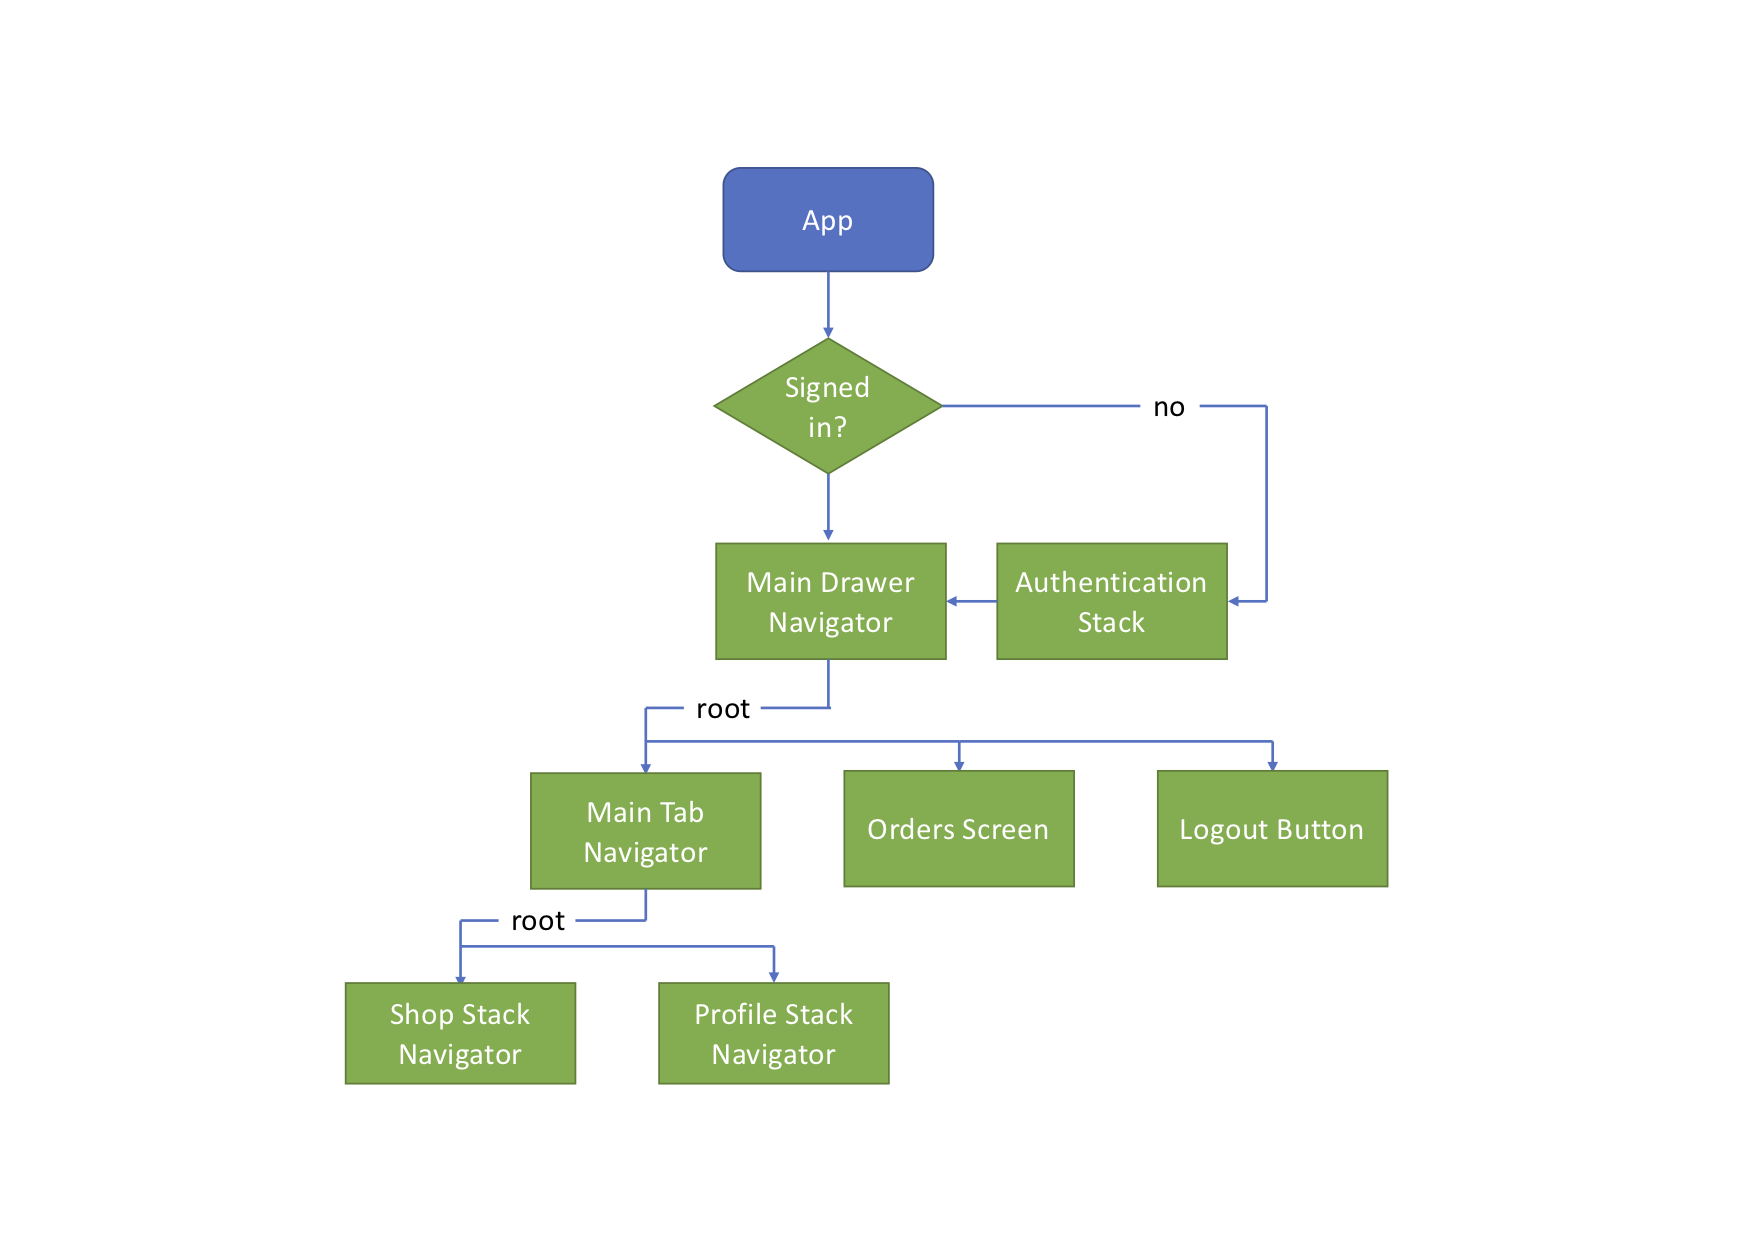 App
Signed
in?
no
Main Drawer
Navigator
Authentication
Stack
root
Main Tab
Navigator
Orders Screen
Logout Button
root
Shop Stack
Navigator
Profile Stack
Navigator